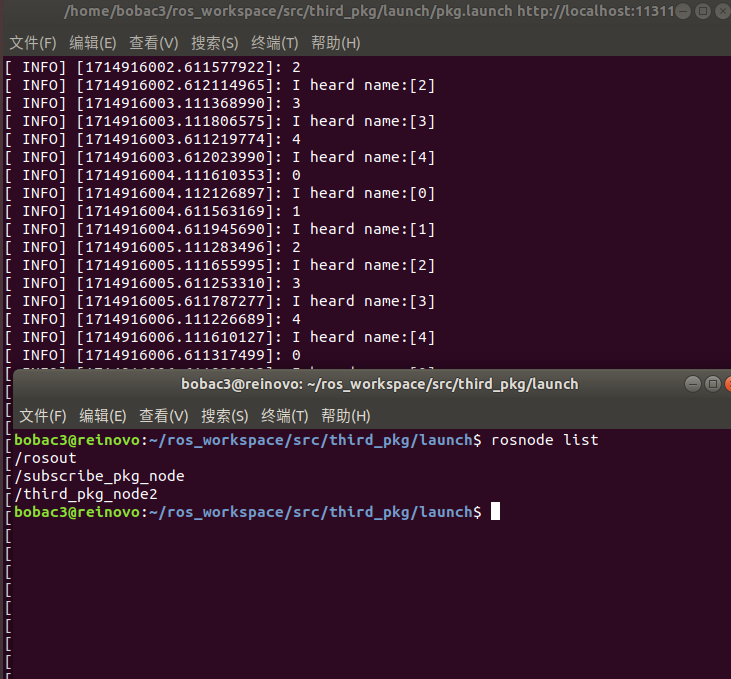 /home/bobac3/ros_workspace/src/third_pkg/launch/pkg.launch http://localhost:11311
文件(F) 编辑(E) 查看(V) 搜索(S) 终端(T) 帮助(H)
[ INFO] [1714916002.611577922]: 2
[ INFO] [1714916002.612114965]: I heard name:[2]
[ INFO] [1714916003.111368990]: 3
[ INFO] [1714916003.111806575]: I heard name:[3]
[ INFO] [1714916003.611219774]: 4
[ INFO] [1714916003.612023990]: I heard name:[4]
[ INFO] [1714916004.111610353]: 0
[ INFO] [1714916004.112126897]: I heard name:[0]
[ INFO] [1714916004.611563169]: 1
[ INFO] [1714916004.611945690]: I heard name:[1]
[ INFO] [1714916005.111283496]: 2
[ INFO] [1714916005.111655995]: I heard name:[2]
[ INFO] [1714916005.611253310]: 3
[ INFO] [1714916005.611787277]: I heard name:[3]
[ INFO] [1714916006.111226689]: 4
[ INFO] [1714916006.111610127]: I heard name:[4]
[ INFO] [1714916006.611317499]: 0
bobac3@reinovo: ~/ros_workspace/src/third_pkg/launch
文件(F) 编辑(E) 查看(V) 搜索(S) 终端(T) 帮助(H)
bobac3@reinovo:~/ros_workspace/src/third_pkg/launch$ rosnode list
/rosout
/subscribe_pkg_node
/third_pkg_node2
bobac3@reinovo:~/ros_workspace/src/third_pkg/launch$